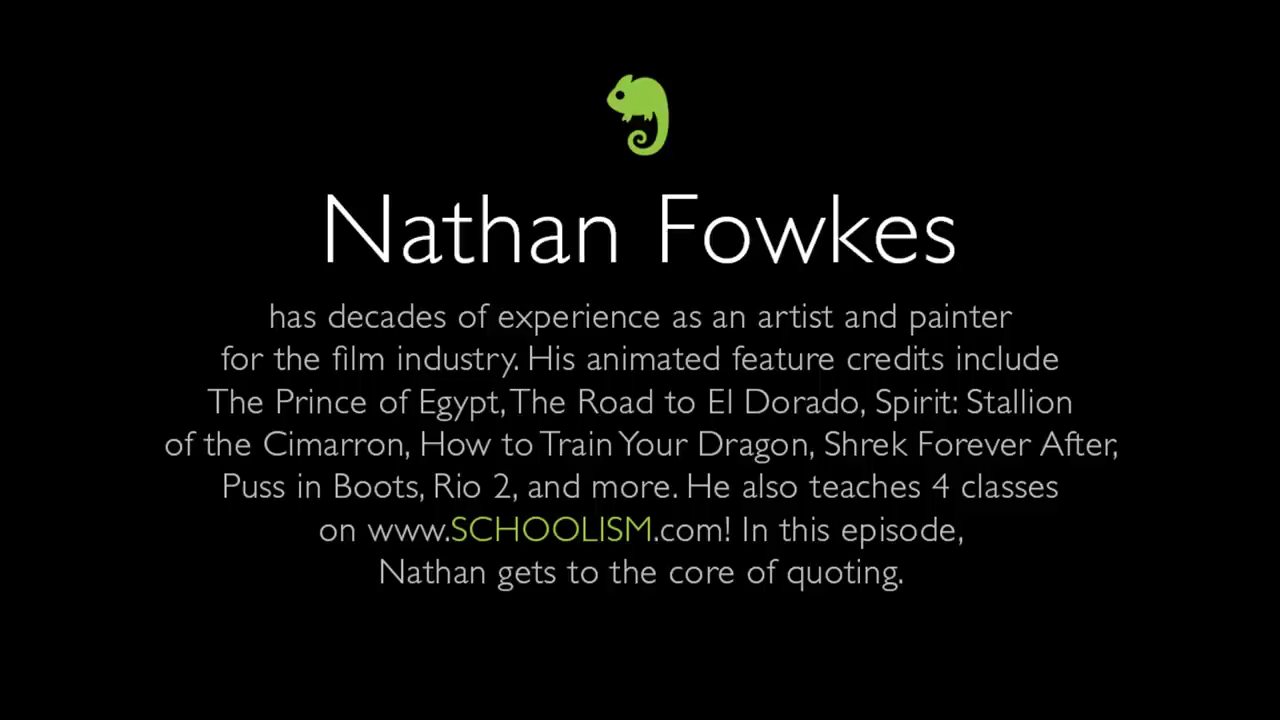 Nathan Fowkes
has decades of experience as an artist and painter
for the film industry. His animated feature credits include
The Prince of Egypt, The Road to El Dorado, Spirit: Stallion
of the Cimarron, How to Train Your Dragon, Shrek Forever After,
Puss in Boots, Rio 2, and more. He also teaches 4 classes
on www.SCHOOLISM.com! In this episode,
Nathan gets to the core of quoting.